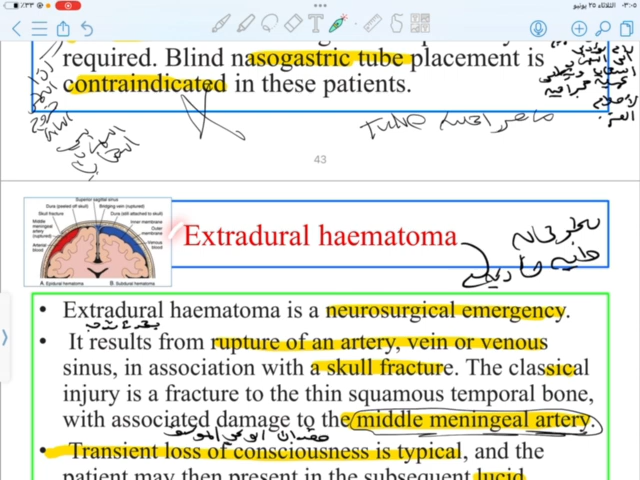 ٣:٠٥ الثلاثاء ٢٥ يونيو
٪٣٣
required. Blind nasogastric tube placement is
contraindicated in these patients.
Tube
43
Superior sagittal sinus
Dura (peeled off skull)
Bridging vein (ruptured)
Skull fracture
Dura (still attached to skull)
Middle
meningeal
artery
(ruptured)
Inner membrane
Outer
membrane
Arterial
blood
Venous
blood
A. Epidural hematoma
B. Subdural hematoma
Extradural haematoma
• Extradural haematoma is a neurosurgical emergency.
• It results from rupture of an artery, vein or venous
sinus, in association with a skull fracture. The classical
injury is a fracture to the thin squamous temporal bone,
with associated damage to the middle meningeal artery.
• Transient loss of consciousness is typical, and the
patient may then present in the subsequent lucid